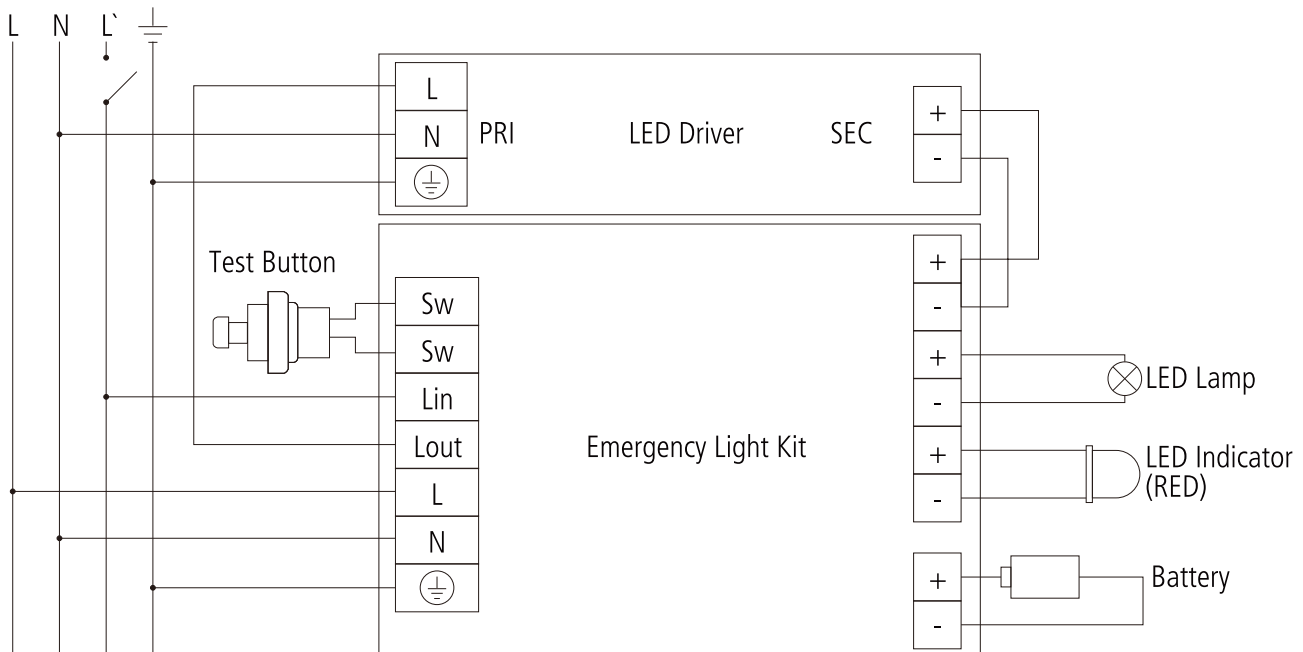 L N L`
L
N PRI LED Driver SEC
+
-
Test Button
Sw
Sw
Lin
Lout
L
N
Emergency Light Kit
+
-
+
-
+
-
+
-
LED Lamp
LED Indicator
(RED)
Battery